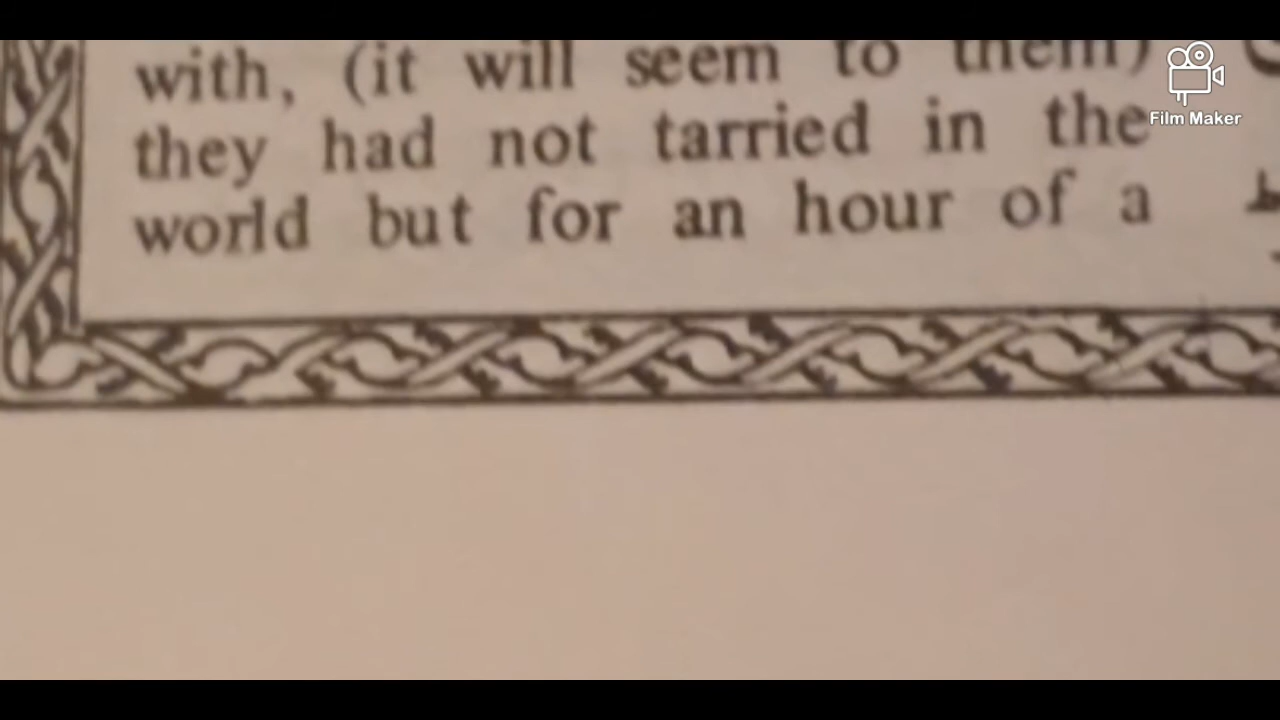 with, (it will seem to them)
they had not tarried in the
world but for an hour of a
Film Maker